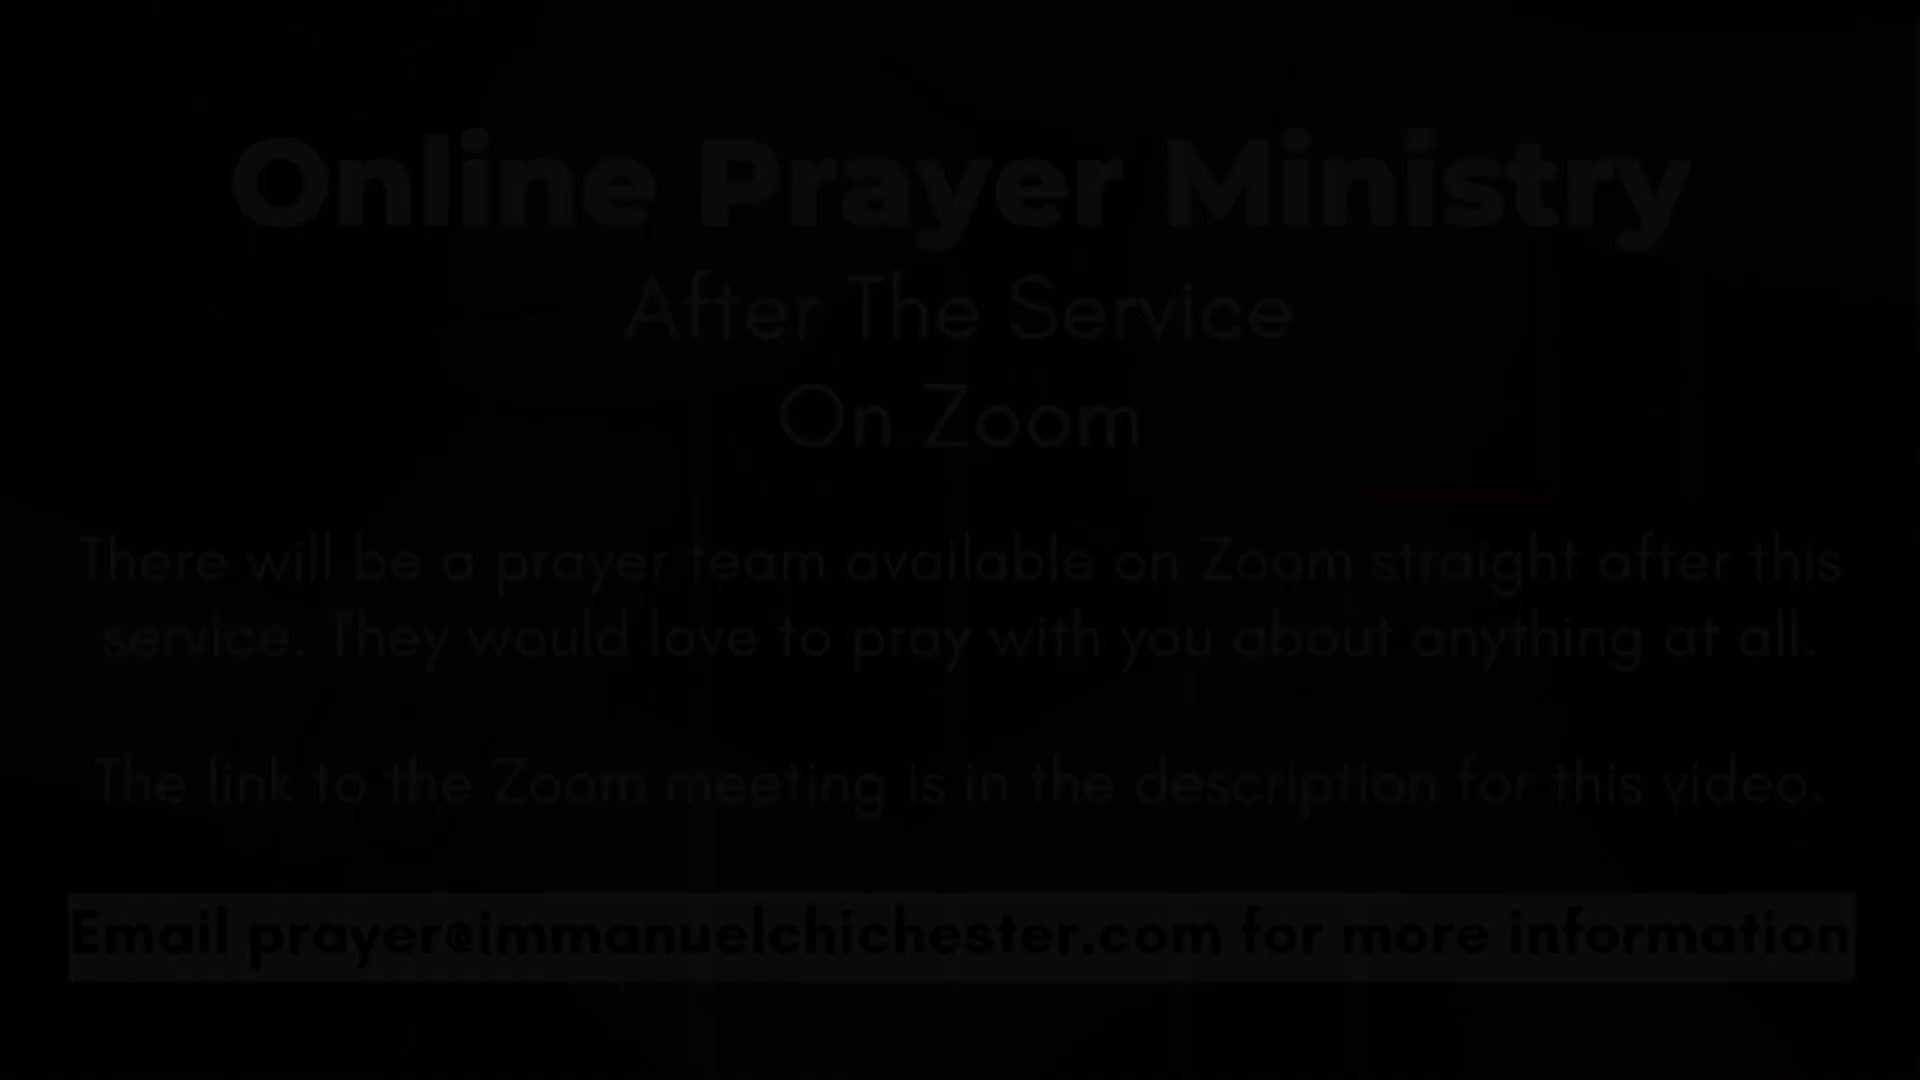 Online Prayer Ministry
After The Service
On Zoom
There will be a prayer team available on Zoom straight after this
service. They would love to pray with you about anything at all.
The link to the Zoom meeting is in the description for this video.
Email prayer@immanuelchichester.com for more information